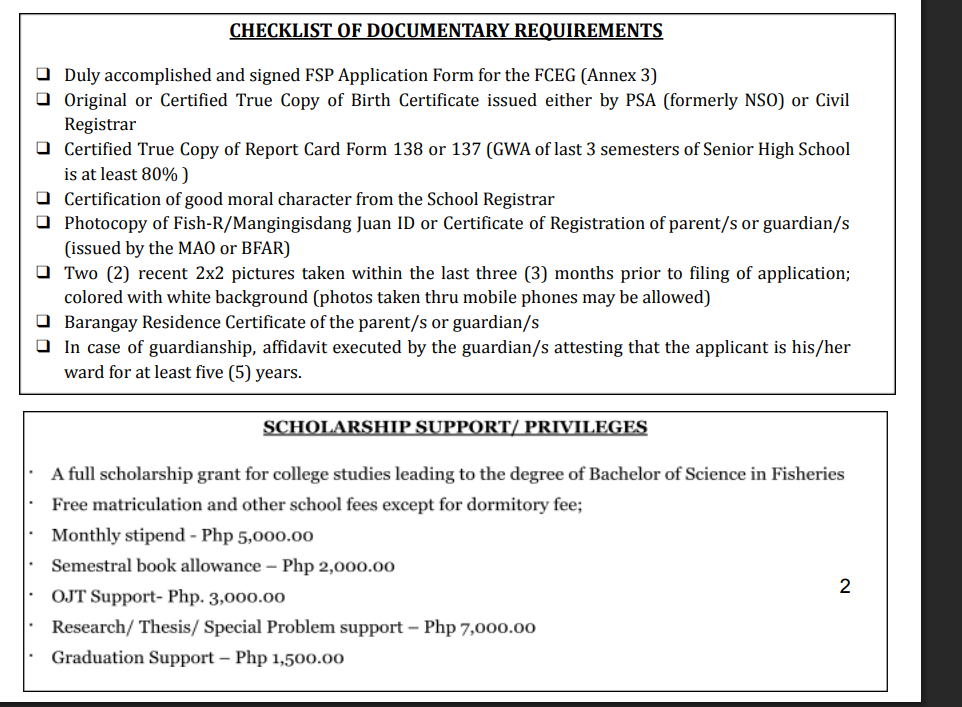 CHECKLIST OF DOCUMENTARY REQUIREMENTS
❑ Duly accomplished and signed FSP Application Form for the FCEG (Annex 3)
❑ Original or Certified True Copy of Birth Certificate issued either by PSA (formerly NSO) or Civil
Registrar
❑ Certified True Copy of Report Card Form 138 or 137 (GWA of last 3 semesters of Senior High School
is at least 80% )
❑ Certification of good moral character from the School Registrar
❑ Photocopy of Fish-R/Mangingisdang Juan ID or Certificate of Registration of parent/s or guardian/s
(issued by the MAO or BFAR)
❑ Two (2) recent 2x2 pictures taken within the last three (3) months prior to filing of application;
colored with white background (photos taken thru mobile phones may be allowed)
❑ Barangay Residence Certificate of the parent/s or guardian/s
❑ In case of guardianship, affidavit executed by the guardian/s attesting that the applicant is his/her
ward for at least five (5) years.
SCHOLARSHIP SUPPORT/ PRIVILEGES
· A full scholarship grant for college studies leading to the degree of Bachelor of Science in Fisheries
· Free matriculation and other school fees except for dormitory fee;
· Monthly stipend - Php 5,000.00
· Semestral book allowance – Php 2,000.00
· OJT Support- Php. 3,000.00
· Research/ Thesis/ Special Problem support – Php 7,000.00
· Graduation Support – Php 1,500.00
2